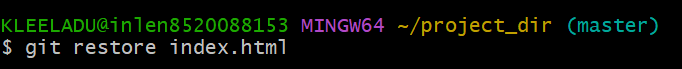 KLEELADU@inlen8520088153 MINGW64 ~/project_dir (master)
$ git restore index.html